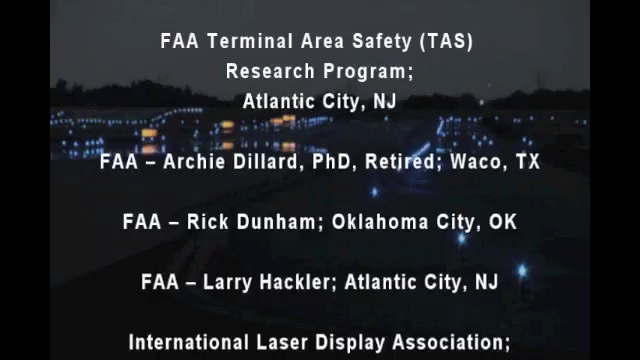 FAA Terminal Area Safety (TAS)
Research Program;
Atlantic City, NJ
FAA – Archie Dillard, PhD, Retired; Waco, TX
FAA – Rick Dunham; Oklahoma City, OK
FAA – Larry Hackler; Atlantic City, NJ
International Laser Display Association;